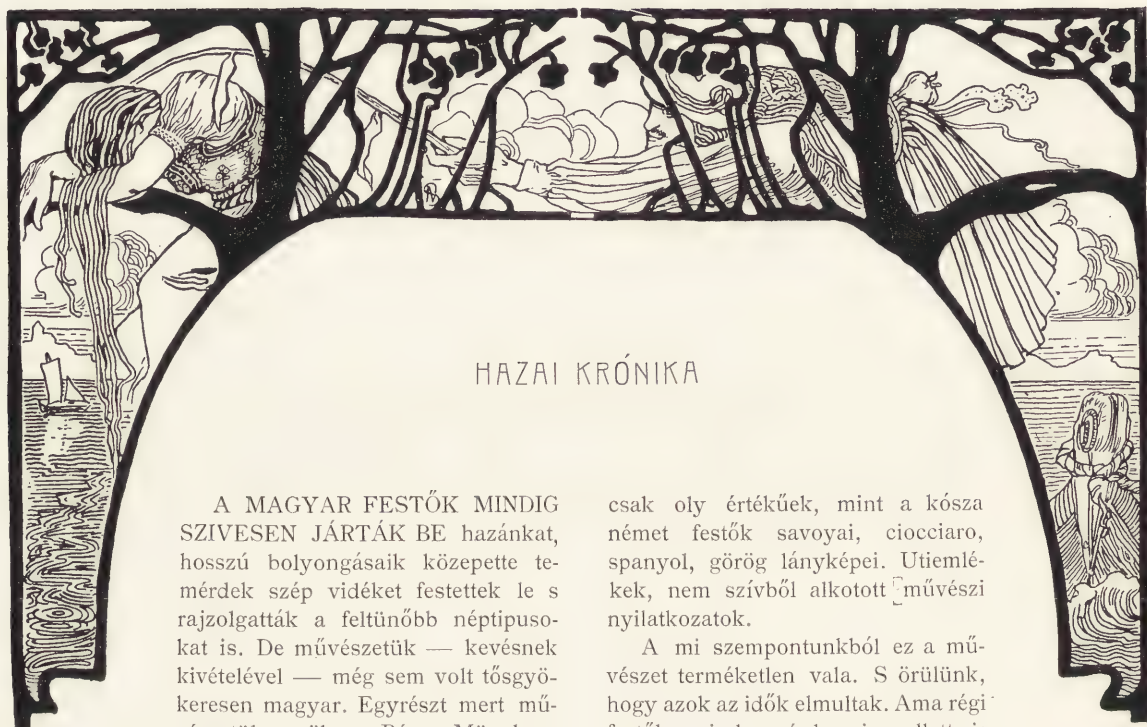 HAZAI KRÓNIKA
A MAGYAR FESTŐK MINDIG
SZIVESEN JÁRTÁK BE hazánkat,
hosszú bolyongásaik közepette te-
mérdek szép vidéket festettek le s
rajzolgatták a feltünőbb néptipuso-
kat is. De művészetük — kevésnek
kivételével — még sem volt tősgyö-
keresen magyar. Egyrészt mert mű-
csak oly értékűek, mint a kósza
német festők savoyai, ciocciaro,
spanyol, görög lányképei. Utiemlé-
kek, nem szívből alkotott művészi
nyilatkozatok.
A mi szempontunkból ez a mű-
vészet terméketlen vala. S örülünk,
hogy azok az idők elmultak. Ama régi